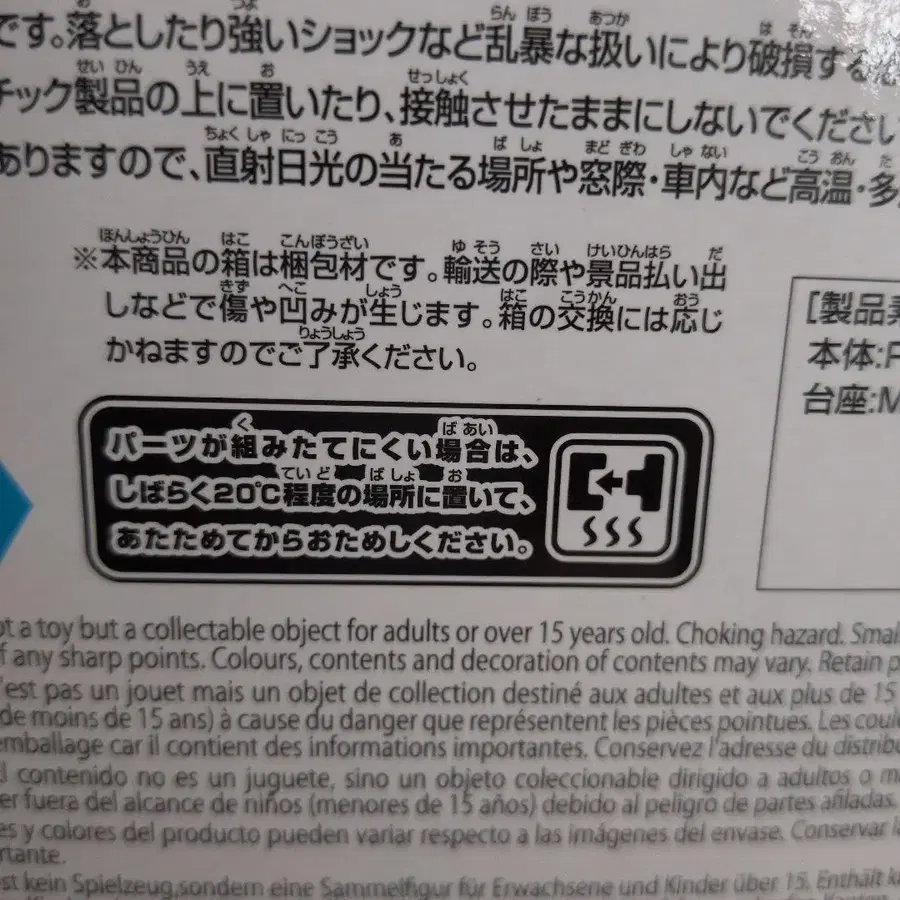 です。落としたり強いショックなど乱暴な扱いにより破損する
チック製品の上に置いたり、接触させたままにしないでください
ありますので、直射日光の当たる場所や窓際・車内など高温・多
※本商品の箱は梱包材です。輸送の際や景品払い出
しなどで傷や凹みが生じます。箱の交換には応じ
かねますのでご了承ください。
[製品素
本体:P
台座:M
パーツが組みたてにくい場合は、
しばらく20℃程度の場所に置いて、
あたためてからおためしください。
ot a toy but a collectable object for adults or over 15 years old. Choking hazard. Smal
f any sharp points. Colours, contents and decoration of contents may vary. Retain p
'est pas un jouet mais un objet de collection destiné aux adultes et aux plus de 15
de moins de 15 ans) à cause du danger que représentent les pièces pointues. Les coul
emballage car il contient des informations importantes. Conservez l'adresse du distribu
l contenido no es un juguete, sino un objeto coleccionable dirigido a adultos o m
er fuera del alcance de niños (menores de 15 años) debido al peligro de partes afiladas.
es y colores del producto pueden variar respecto a las imágenes del envase. Conservar la
rtante.
st kein Spielzeug,sondern eine Sammelfigur für Erwachsene und Kinder über 15. Enthält k